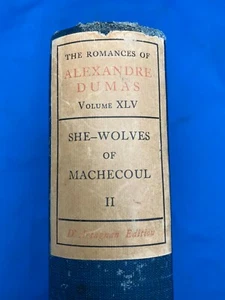 THE ROMANCES OF
ALEXANDRE
DUMAS
VOLUME XLV
SHE-WOLVES
OF
MACHECOUL
II
Edition